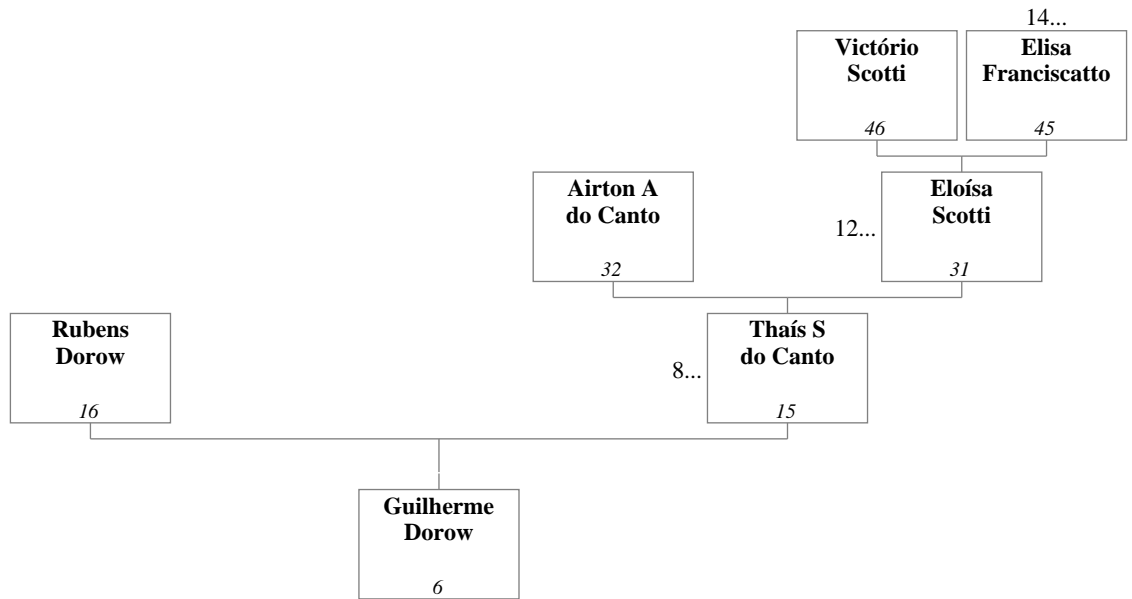 14...
Victório
Scotti
46
Elisa
Franciscatto
45
Airton A
do Canto
32
12...
Eloísa
Scotti
31
Rubens
Dorow
16
8...
Thaís S
do Canto
15
Guilherme
Dorow
6